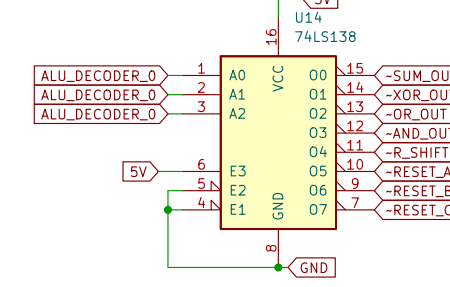 5V
U14
74LS138
16
VCC
ALU_DECODER_0 1 A0 O0 15 ~SUM_OU
ALU_DECODER_0 2 A1 O1 14 ~XOR_OU
ALU_DECODER_0 3 A2 O2 13 ~OR_OUT
O3 12 ~AND_OU
O4 11 ~R_SHIFT
5V 6 E3 O5 10 ~RESET_A
5 E2 O6 9 ~RESET_B
4 E1 O7 7 ~RESET_C
GND
8
GND